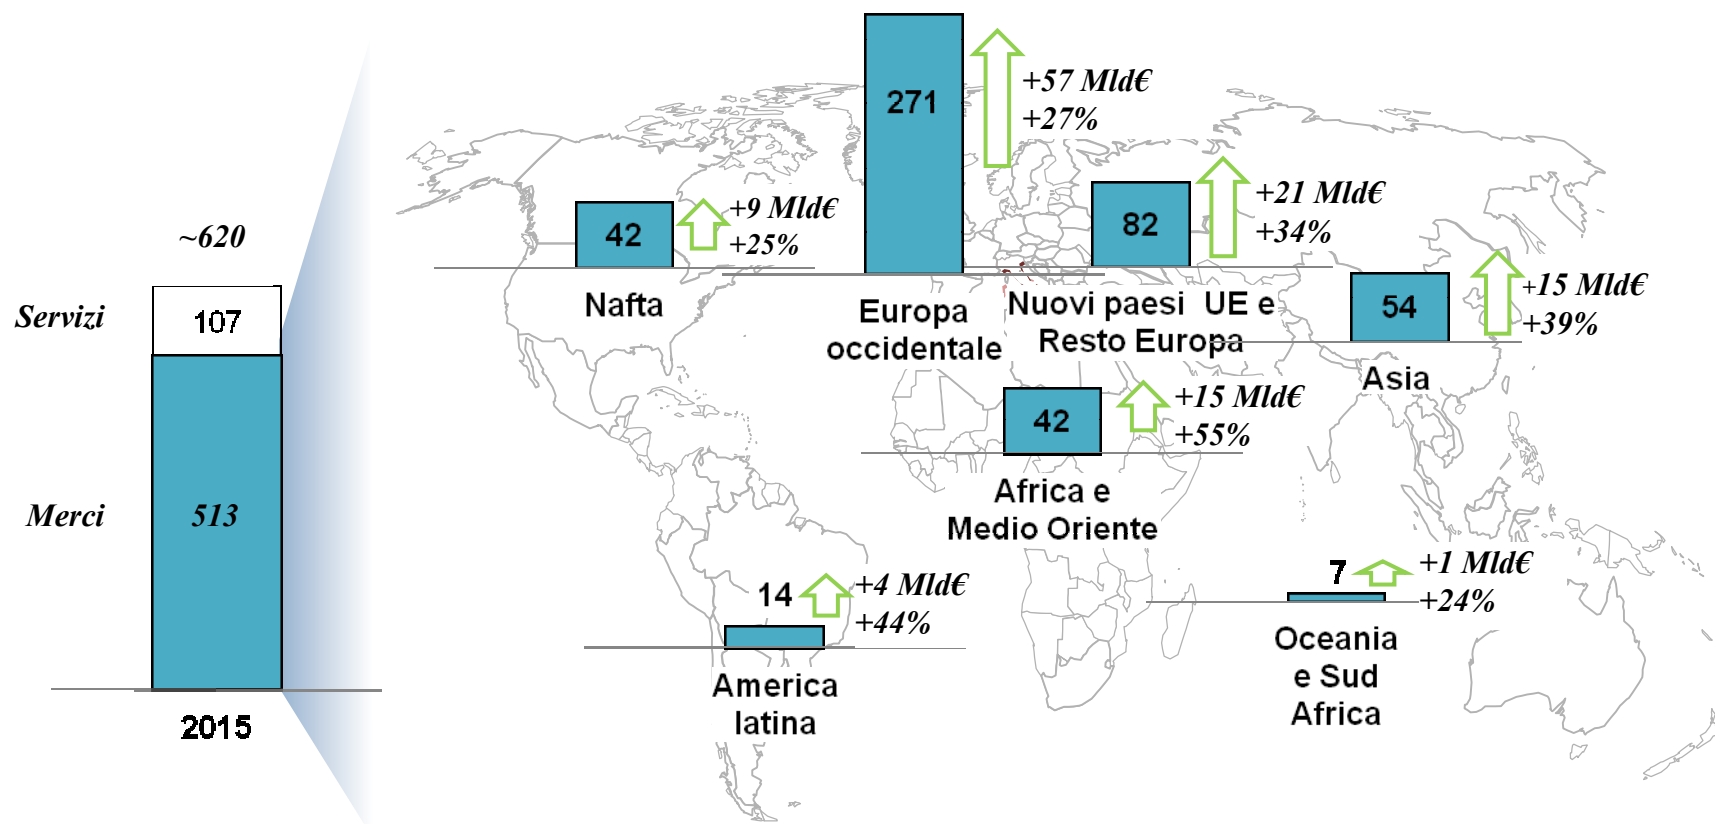 ~620
Servizi
107
Merci
513
2015
42
+9 Mld€
+25%
Nafta
271
+57 Mld€
+27%
Europa
occidentale
82
+21 Mld€
+34%
Nuovi paesi UE e
Resto Europa
54
+15 Mld€
+39%
Asia
42
+15 Mld€
+55%
Africa e
Medio Oriente
14
+4 Mld€
+44%
America
latina
7
+1 Mld€
+24%
Oceania
e Sud
Africa